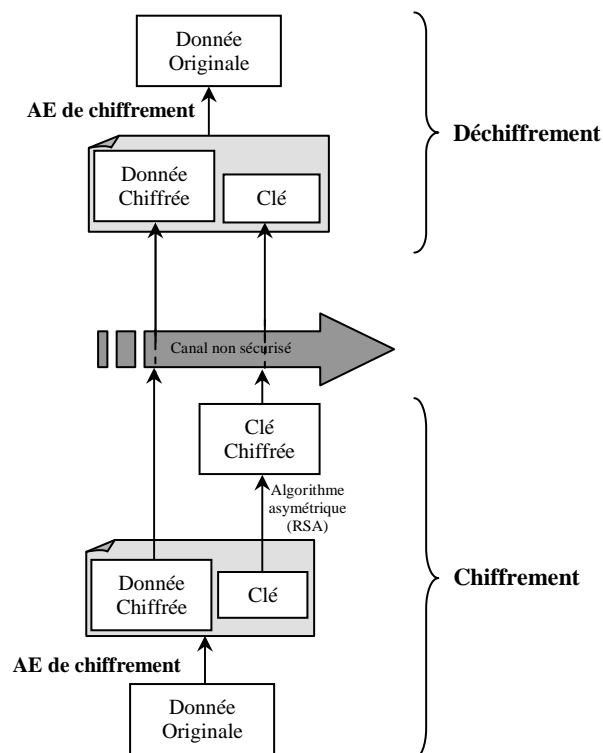 Donnée
Originale
AE de chiffrement
Déchiffrement
Donnée
Chiffrée
Clé
Canal non sécurisé
Clé
Chiffrée
Algorithme
asymétrique
(RSA)
Donnée
Chiffrée
Clé
Chiffrement
AE de chiffrement
Donnée
Originale